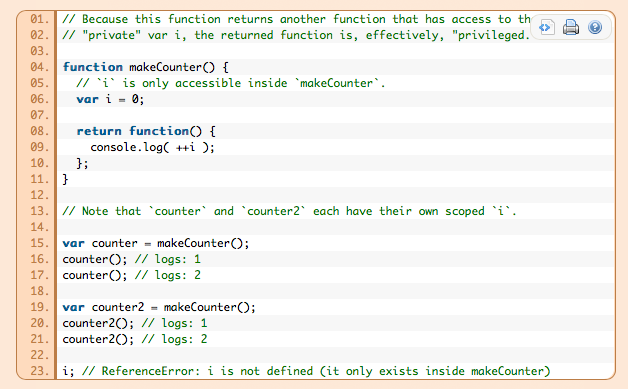 01. // Because this function returns another function that has access to th
02. // "private" var i, the returned function is, effectively, "privileged.
03.
04. function makeCounter() {
05.   // `i` is only accessible inside `makeCounter`.
06.   var i = 0;
07.
08.   return function() {
09.     console.log( ++i );
10.   };
11. }
12.
13. // Note that `counter` and `counter2` each have their own scoped `i`.
14.
15. var counter = makeCounter();
16. counter(); // logs: 1
17. counter(); // logs: 2
18.
19. var counter2 = makeCounter();
20. counter2(); // logs: 1
21. counter2(); // logs: 2
22.
23. i; // ReferenceError: i is not defined (it only exists inside makeCounter)